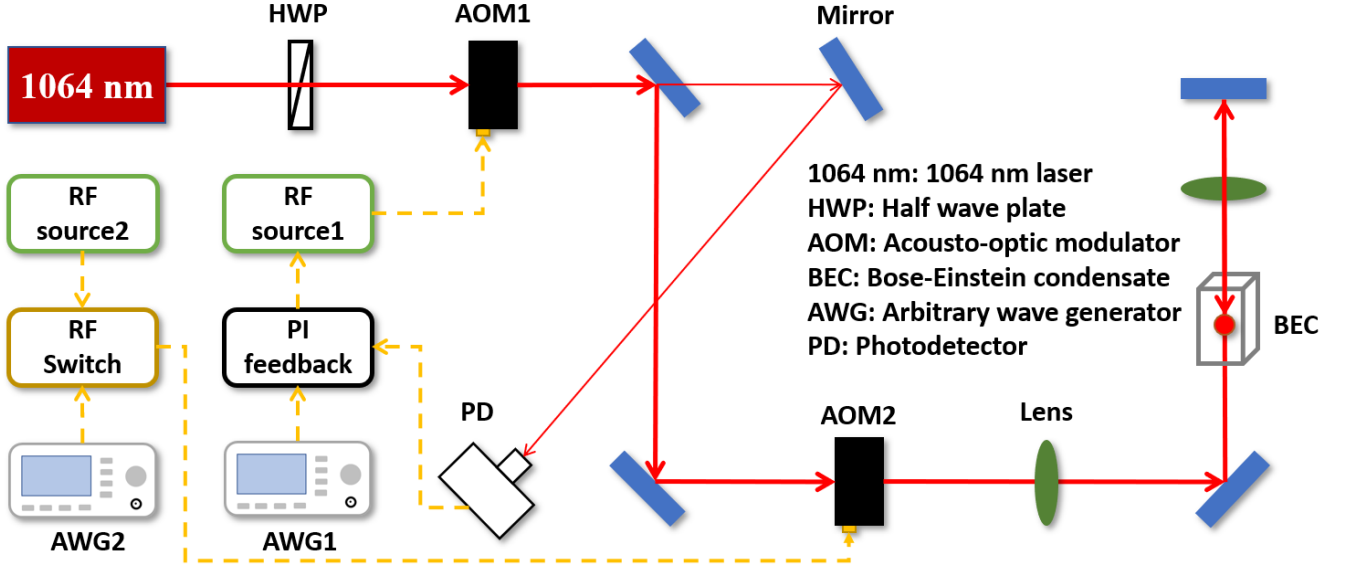 HWP
AOM1
Mirror
1064 nm
RF
source2
RF
source1
1064 nm: 1064 nm laser
HWP: Half wave plate
AOM: Acousto-optic modulator
BEC: Bose-Einstein condensate
AWG: Arbitrary wave generator
PD: Photodetector
BEC
RF
Switch
PI
feedback
PD
AOM2
Lens
AWG2
AWG1